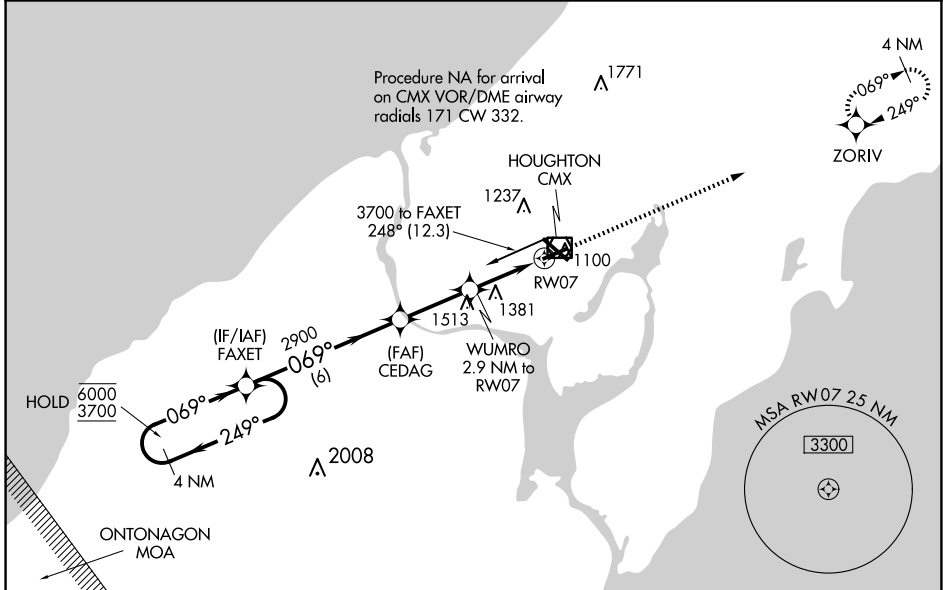 4 NM
069°
249°
ZORIV
Procedure NA for arrival
on CMX VOR/DME airway
radials 171 CW 332.
1771
HOUGHTON
CMX
1237
3700 to FAXET
248° (12.3)
1100
RW07
1381
1513
(IF/IAF)
FAXET
2900
069°
(6)
(FAF)
CEDAG
WUMRO
2.9 NM to
RW07
HOLD
6000
3700
069°
249°
4 NM
2008
ONTONAGON
MOA
MSA RW07 25 NM
3300